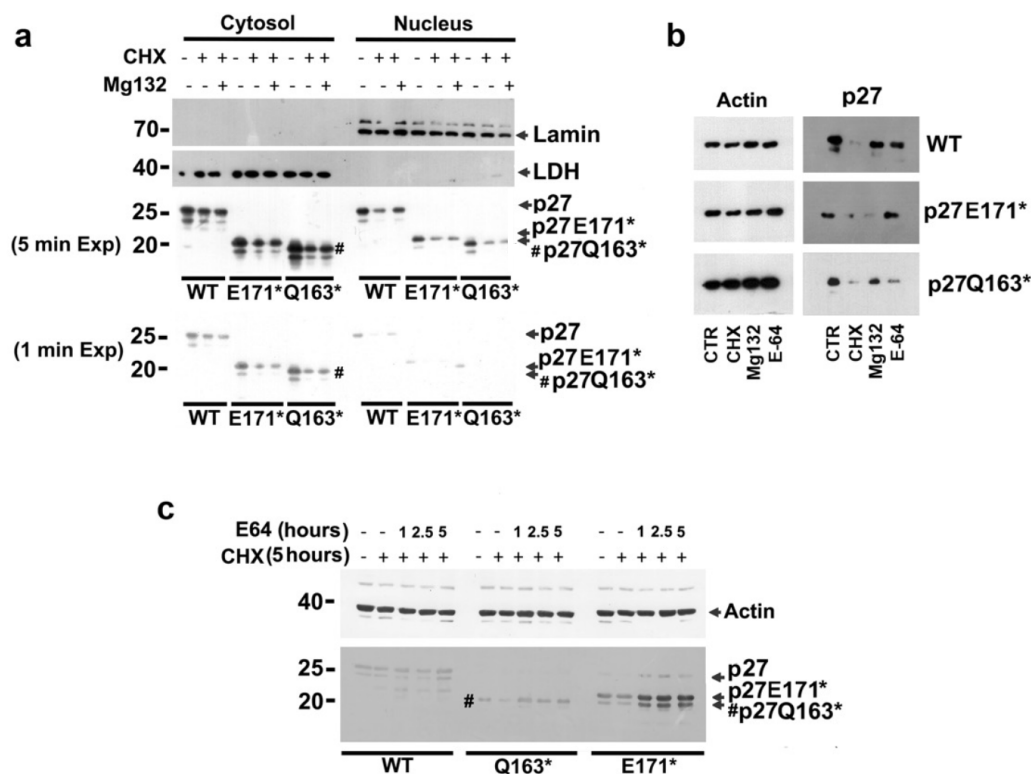 a
Cytosol Nucleus
CHX - + + - + + - + + - + + - + + - + +
Mg132 - - + - - + - - + - - + - - + - - +
70 Lamin
40 LDH
25 p27
p27E171*
(5 min Exp) 20 # #p27Q163*
WT E171* Q163* WT E171* Q163*
25 p27
(1 min Exp)
p27E171*
20 # #p27Q163*
WT E171* Q163* WT E171* Q163*
b
Actin p27
WT
p27E171*
p27Q163*
CTR CHX Mg132 E-64 CTR CHX Mg132 E-64
c
E64 (hours) - - 1 2.5 5 - - 1 2.5 5 - - 1 2.5 5
CHX(5 hours) - + + + + - + + + + - + + + +
40 Actin
25 p27
p27E171*
20 # #p27Q163*
WT Q163* E171*